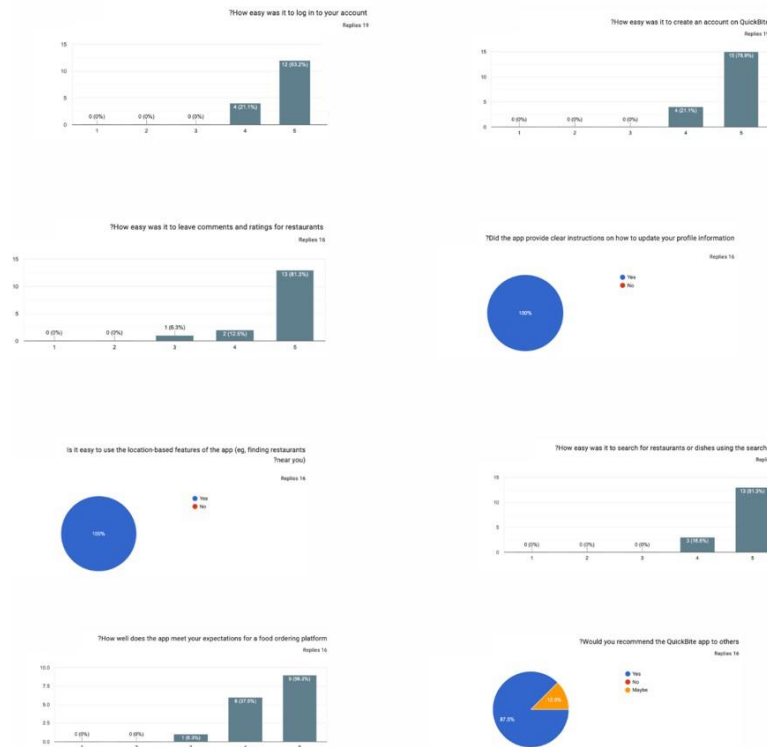 ?How easy was it to log in to your account
Replies 19
15
10
5
0
0 (0%)
0 (0%)
0 (0%)
4 (21.1%)
12 (63.2%)
1
2
3
4
5
?How easy was it to create an account on QuickBite
Replies 1
15
10
5
0
0 (0%)
0 (0%)
0 (0%)
4 (21.1%)
15 (78.9%)
1
2
3
4
5
?How easy was it to leave comments and ratings for restaurants
Replies 16
15
10
5
0
0 (0%)
0 (0%)
1 (6.3%)
2 (12.5%)
13 (81.3%)
1
2
3
4
5
?Did the app provide clear instructions on how to update your profile information
Replies 16
Yes
No
100%
Is it easy to use the location-based features of the app (eg, finding restaurants
?near you)
Replies 16
Yes
No
100%
?How easy was it to search for restaurants or dishes using the search
Repl
15
10
5
0
0 (0%)
0 (0%)
0 (0%)
3 (18.8%)
13 (81.3%)
1
2
3
4
5
?How well does the app meet your expectations for a food ordering platform
Replies 16
10.0
7.5
5.0
2.5
0.0
0 (0%)
0 (0%)
1 (6.3%)
6 (37.5%)
9 (56.3%)
?Would you recommend the QuickBite app to others
Replies 16
Yes
No
Maybe
12.5%
87.5%